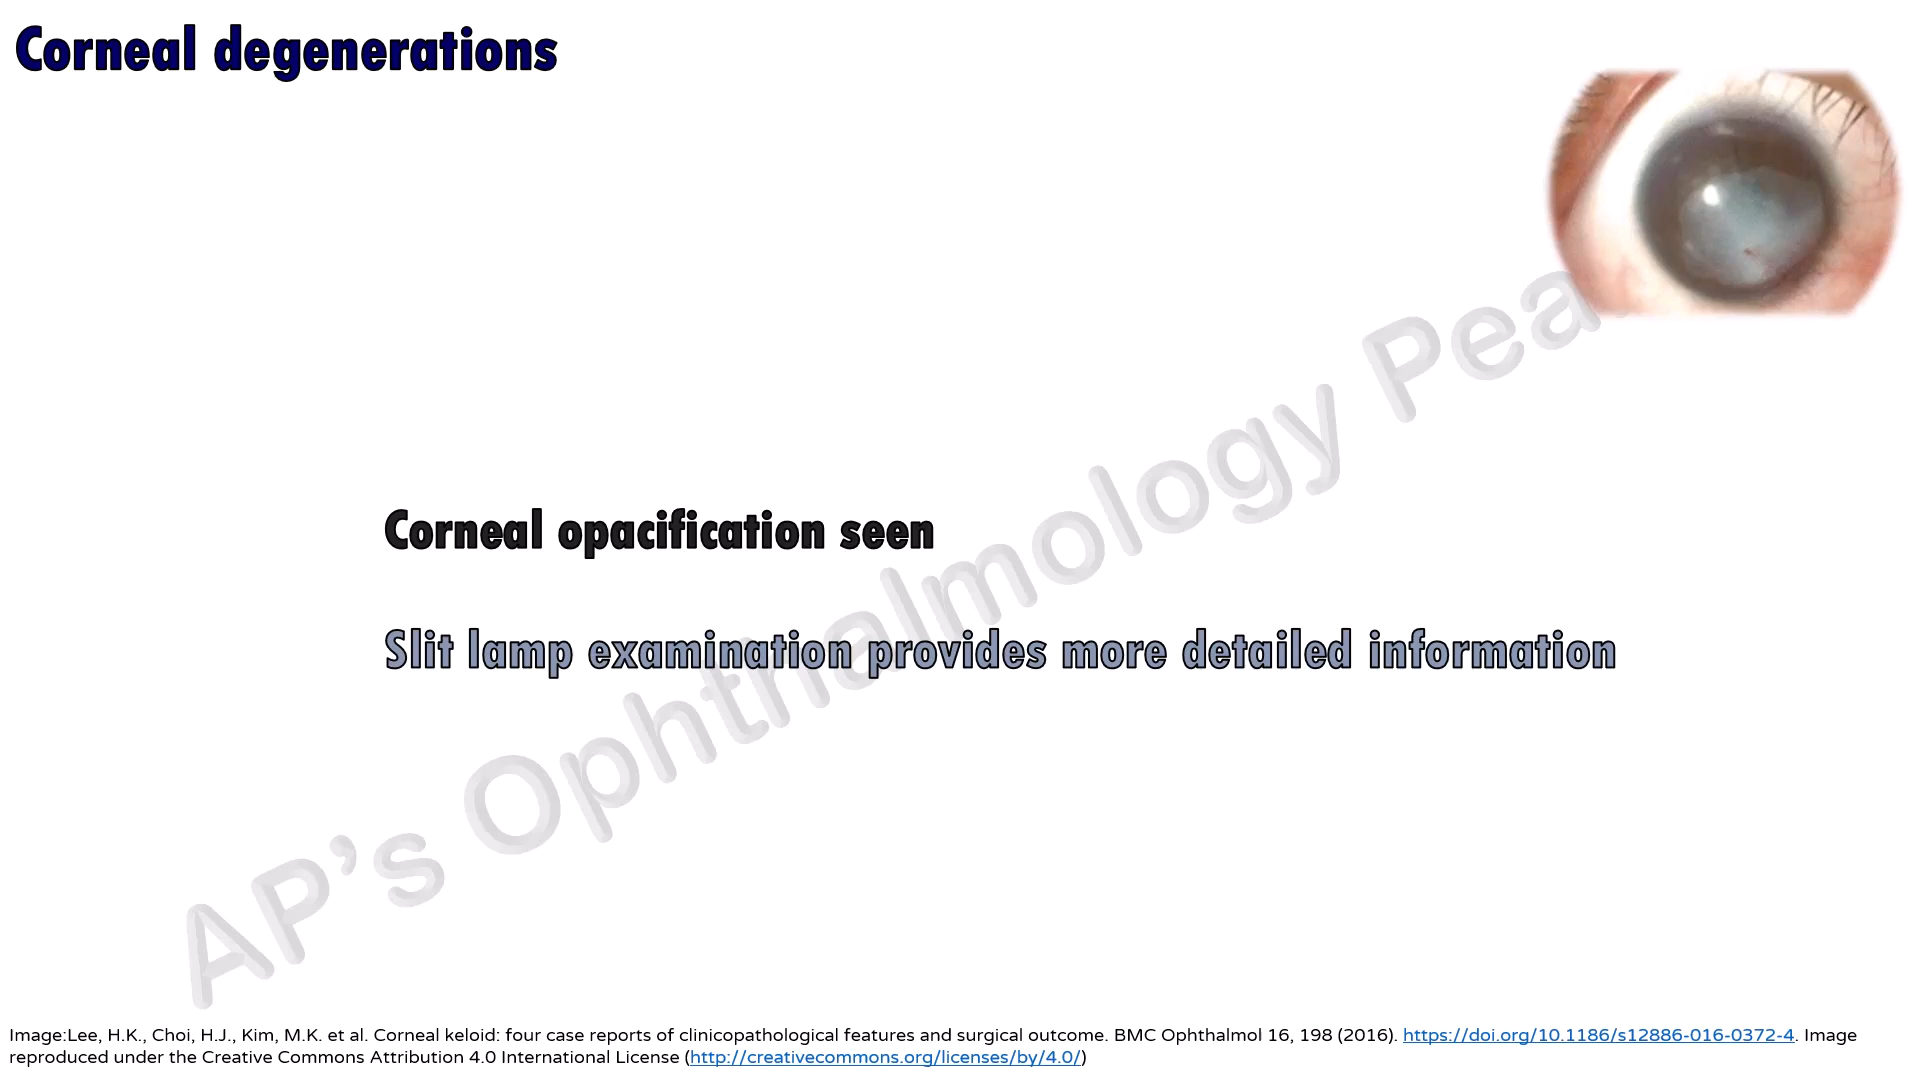 Corneal degenerations
Corneal opacification seen
Slit lamp examination provides more detailed information
AP's Ophthalmology Pea
Image:Lee, H.K., Choi, H.J., Kim, M.K. et al. Corneal keloid: four case reports of clinicopathological features and surgical outcome. BMC Ophthalmol 16, 198 (2016). https://doi.org/10.1186/s12886-016-0372-4. Image
reproduced under the Creative Commons Attribution 4.0 International License (http://creativecommons.org/licenses/by/4.0/)